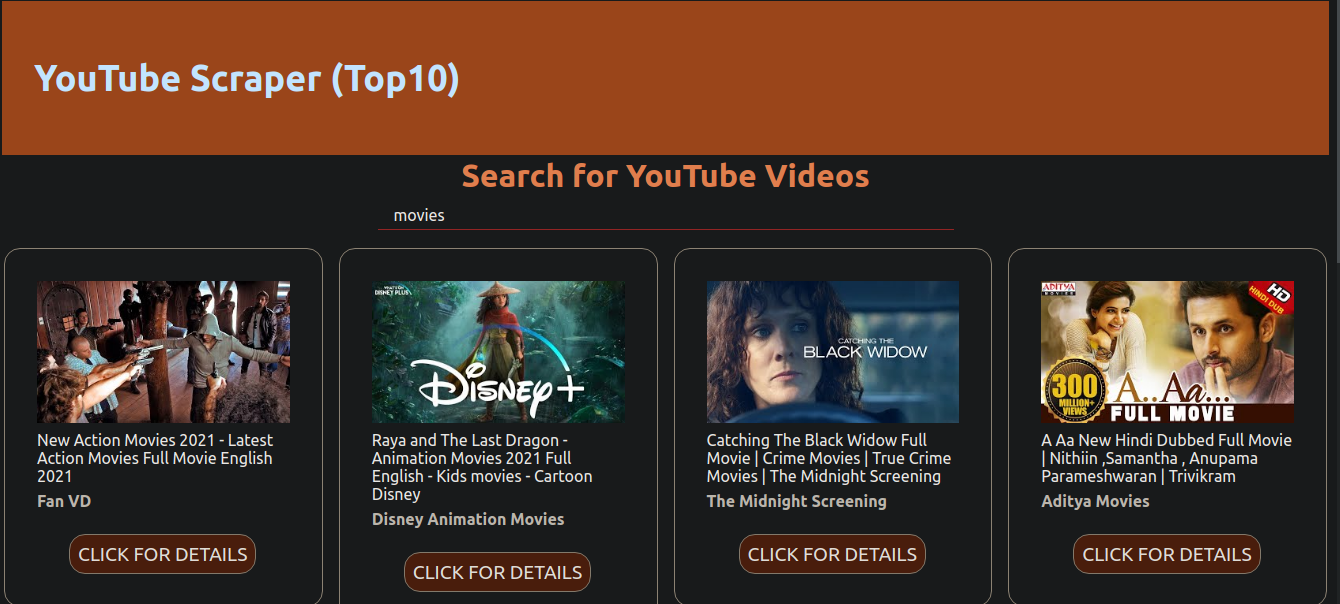 YouTube Scraper (Top10)
Search for YouTube Videos
movies
New Action Movies 2021 - Latest
Action Movies Full Movie English
2021
Fan VD
CLICK FOR DETAILS
WHAT'S ON
DISNEY PLUS
DISNEY+
Raya and The Last Dragon -
Animation Movies 2021 Full
English - Kids movies - Cartoon
Disney
Disney Animation Movies
CLICK FOR DETAILS
CATCHING THE
BLACK WIDOW
Catching The Black Widow Full
Movie | Crime Movies | True Crime
Movies | The Midnight Screening
The Midnight Screening
CLICK FOR DETAILS
ADITYA
MOVIES
HD
HINDI DUB
300
MILLION+
VIEWS
A.. Aa...
FULL MOVIE
A Aa New Hindi Dubbed Full Movie
| Nithiin ,Samantha , Anupama
Parameshwaran | Trivikram
Aditya Movies
CLICK FOR DETAILS